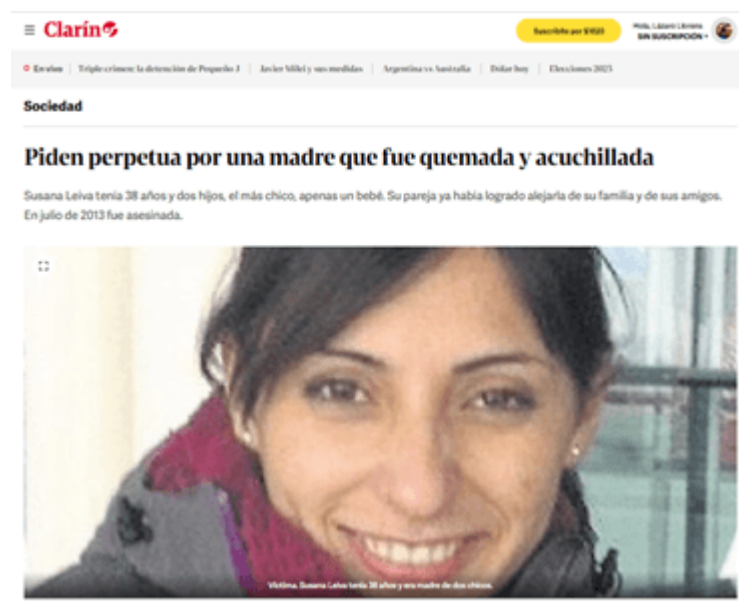 Clarín
Suscribite por $1020
Hola, Lázaro Llorens
SIN SUSCRIPCIÓN
En vivo Triple crimen: la detención de Pequeño J Javier Milei y sus medidas Argentina vs Australia Dólar hoy Elecciones 2025
Sociedad
Piden perpetua por una madre que fue quemada y acuchillada
Susana Leiva tenía 38 años y dos hijos, el más chico, apenas un bebé. Su pareja ya había logrado alejarla de su familia y de sus amigos.
En julio de 2013 fue asesinada.
Víctima. Susana Leiva tenía 38 años y era madre de dos chicos.